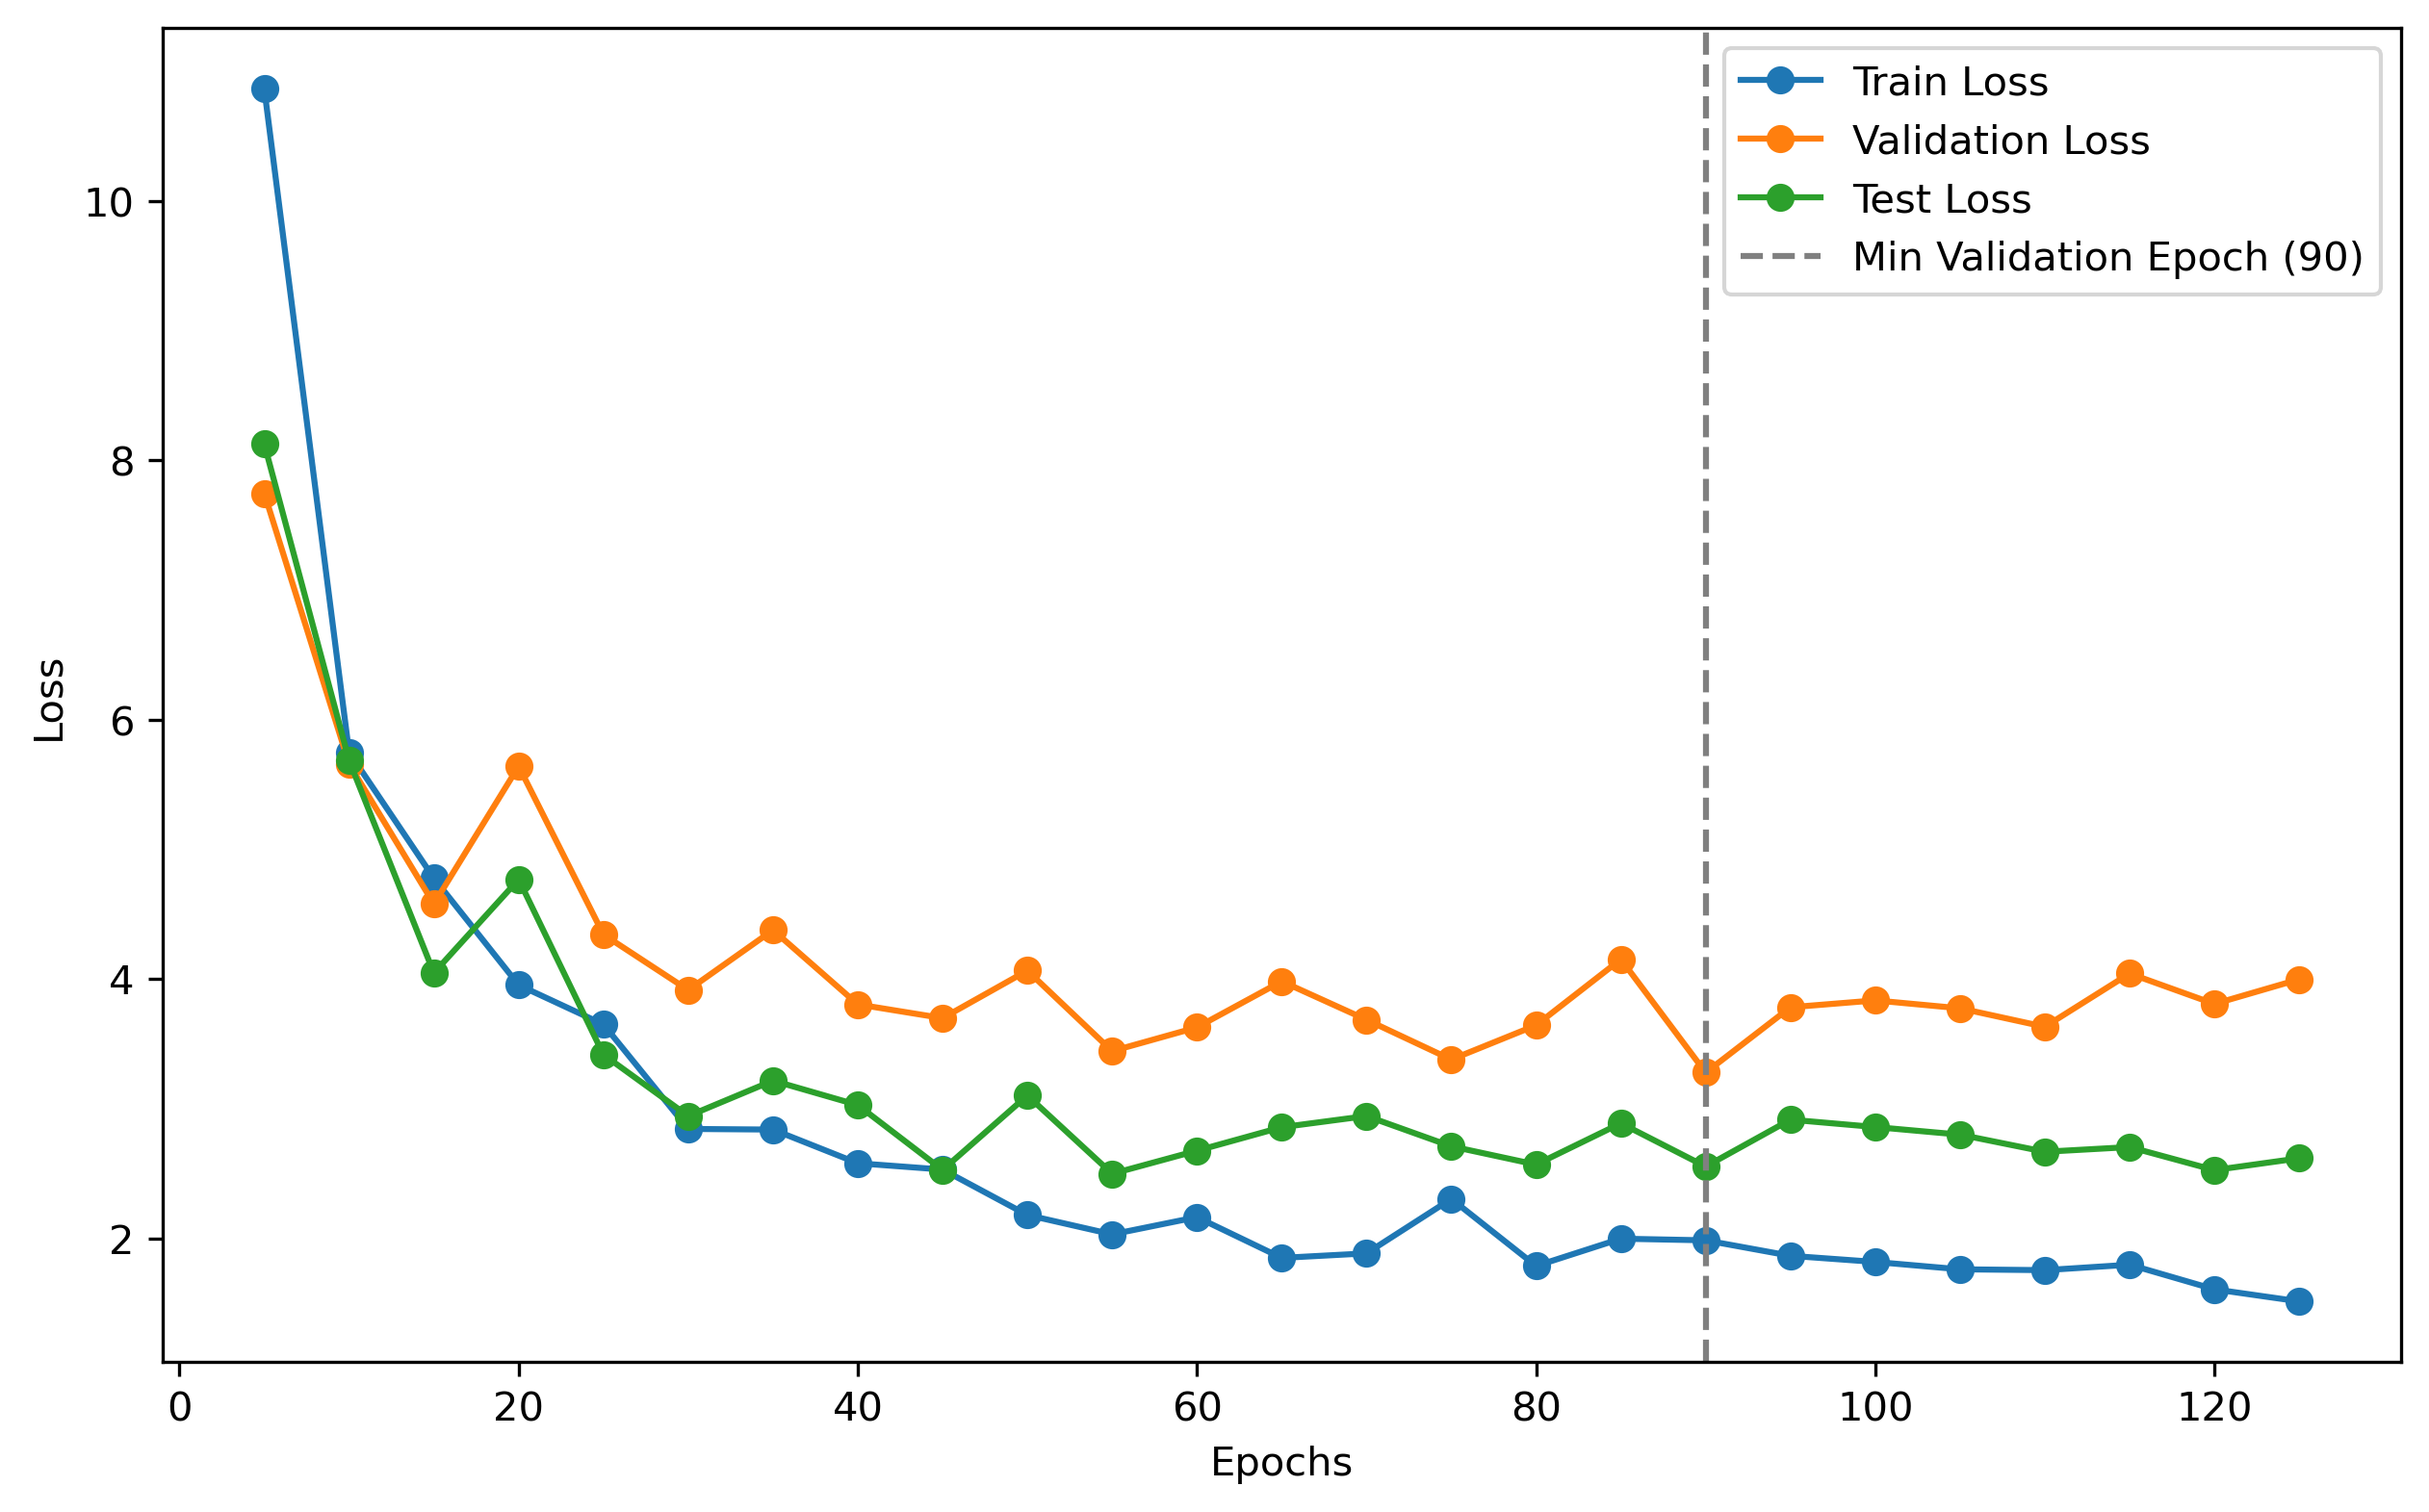 Train Loss
Validation Loss
Test Loss
Min Validation Epoch (90)
10
8
6
4
2
Loss
0 20 40 60 80 100 120
Epochs